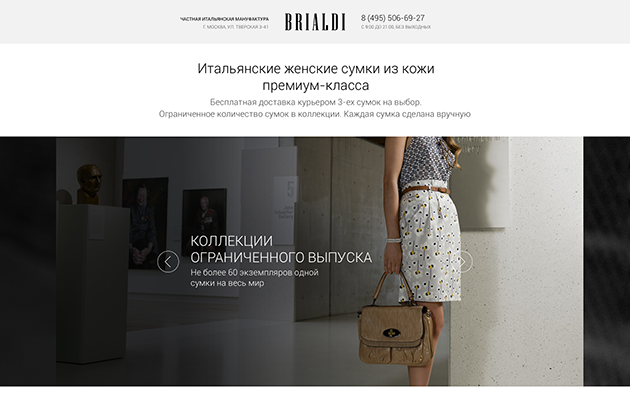 ЧАСТНАЯ ИТАЛЬЯНСКАЯ МАНУФАКТУРА
Г. МОСКВА, УЛ. ТВЕРСКАЯ 3-41
BRIALDI
8 (495) 506-69-27
С 9:00 ДО 21:00, БЕЗ ВЫХОДНЫХ
Итальянские женские сумки из кожи
премиум-класса
Бесплатная доставка курьером 3-ех сумок на выбор.
Ограниченное количество сумок в коллекции. Каждая сумка сделана вручную
КОЛЛЕКЦИИ
ОГРАНИЧЕННОГО ВЫПУСКА
Не более 60 экземпляров одной
сумки на весь мир
5